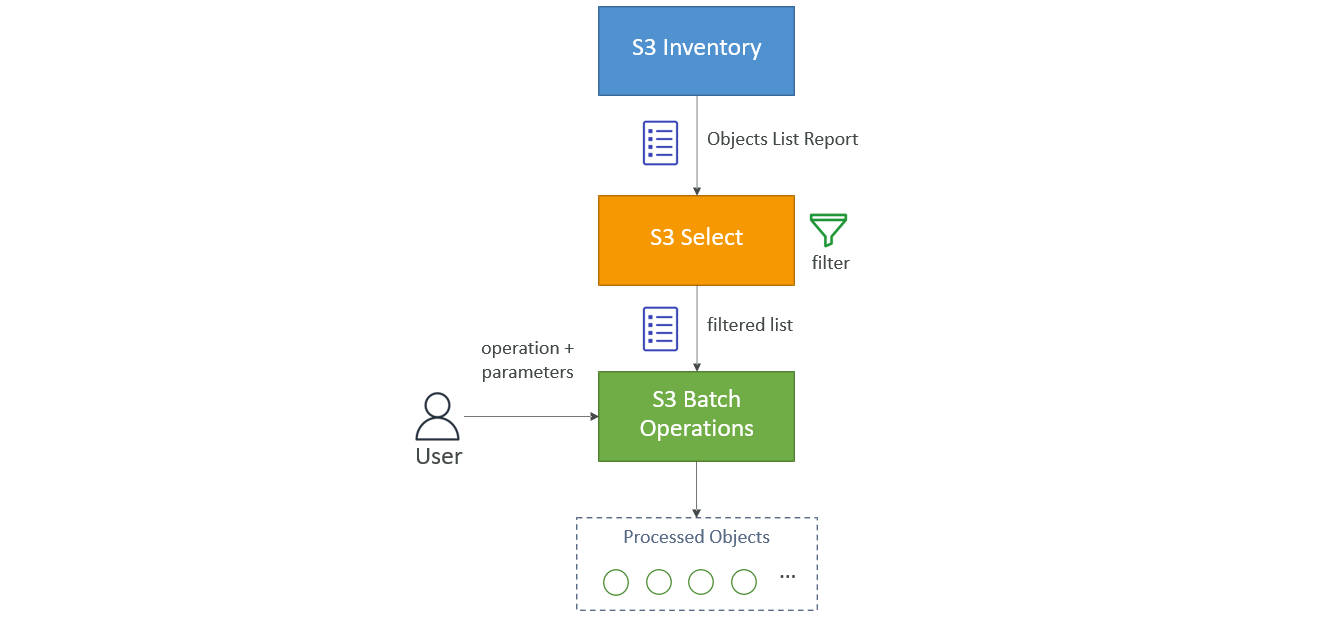 S3 Inventory
Objects List Report
S3 Select
filter
filtered list
operation +
parameters
S3 Batch
Operations
User
Processed Objects
...